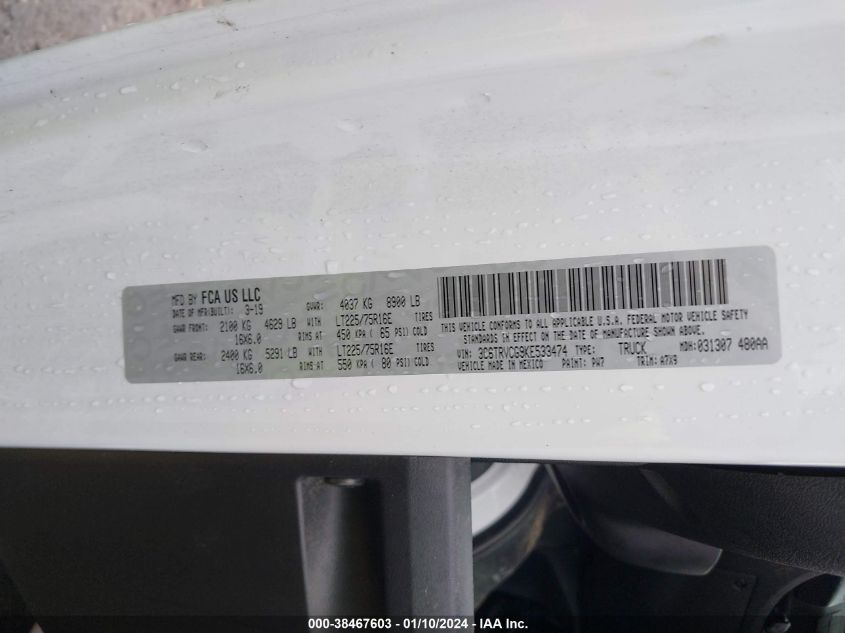 MFD BY FCA US LLC
DATE OF MFR(BUILT): 3-19 GVWR: 4037 KG 8900 LB
GAWR FRONT: 2100 KG 4629 LB WITH LT225/75R16E TIRES
16X6.0 RIMS AT 450 KPA ( 65 PSI) COLD
GAWR REAR: 2400 KG 5291 LB WITH LT225/75R16E TIRES
16X6.0 RIMS AT 550 KPA ( 80 PSI) COLD
THIS VEHICLE CONFORMS TO ALL APPLICABLE U.S.A. FEDERAL MOTOR VEHICLE SAFETY
STANDARDS IN EFFECT ON THE DATE OF MANUFACTURE SHOWN ABOVE.
VIN: 3C6TRVCG9KE533474 TYPE: TRUCK MDH: 031307 480AA
VEHICLE MADE IN MEXICO PAINT: PW7 TRIM: A7X9
000-38467603 - 01/10/2024 - IAA Inc.